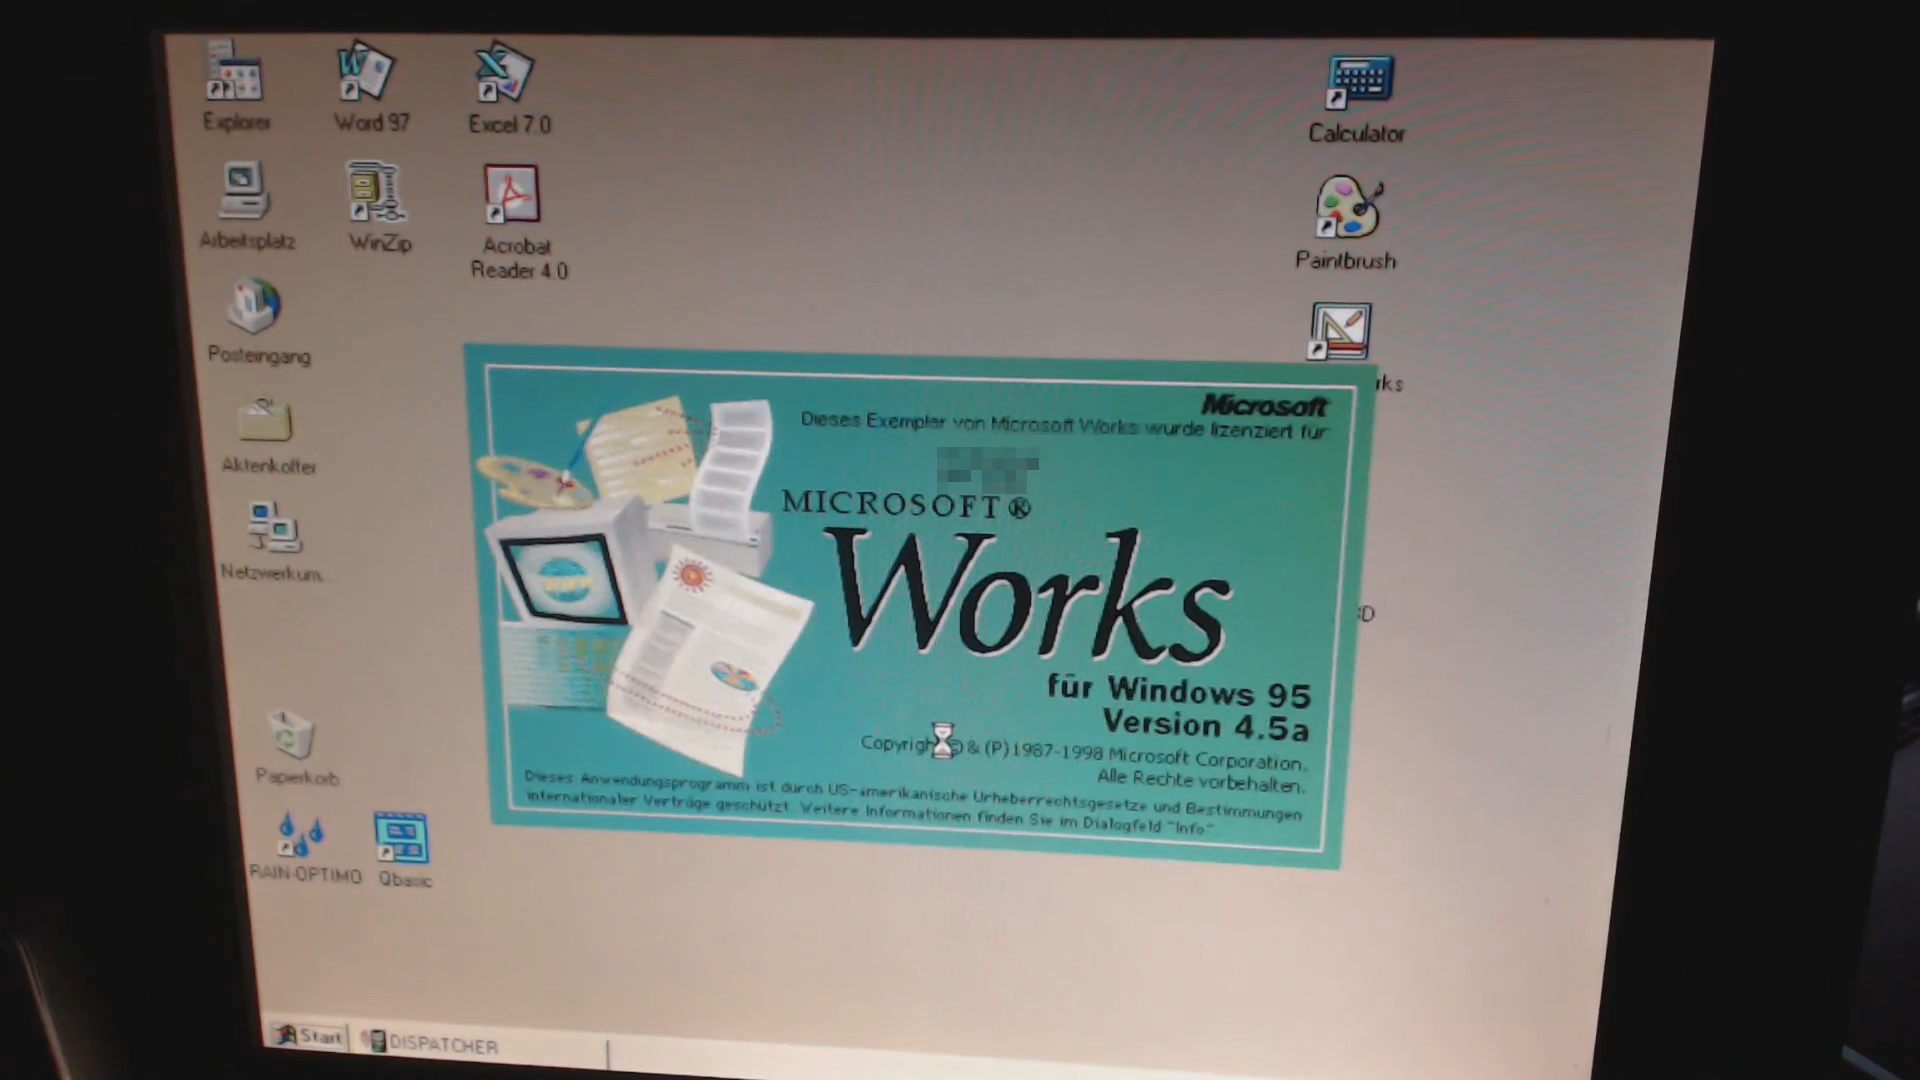 Explorer
Word 97
Excel 7.0
Calculator
Arbeitsplatz
WinZip
Acrobat
Reader 4.0
Paintbrush
Posteingang
Aktenkoffer
Netzwerkum...
Microsoft
Dieses Exemplar von Microsoft Works wurde lizenziert für:
MICROSOFT®
Works
für Windows 95
Version 4.5a
Copyright © & (P)1987-1998 Microsoft Corporation.
Alle Rechte vorbehalten.
Dieses Anwendungsprogramm ist durch US-amerikanische Urheberrechtsgesetze und Bestimmungen
internationaler Verträge geschützt. Weitere Informationen finden Sie im Dialogfeld "Info".
Papierkorb
RAIN-OPTIMO
Qbasic
Start
DISPATCHER